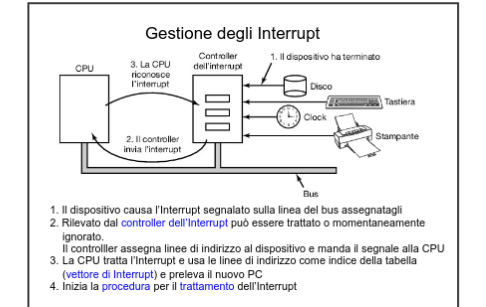 Gestione degli Interrupt
CPU
3. La CPU
riconosce
l'interrupt
Controller
dell'interrupt
1. Il dispositivo ha terminato
Disco
Tastiera
Clock
Stampante
2. Il controller
invia l'interrupt
Bus
1. Il dispositivo causa l'Interrupt segnalato sulla linea del bus assegnatagli
2. Rilevato dal controller dell'Interrupt può essere trattato o momentaneamente
ignorato.
Il controlller assegna linee di indirizzo al dispositivo e manda il segnale alla CPU
3. La CPU tratta l'Interrupt e usa le linee di indirizzo come indice della tabella
(vettore di Interrupt) e preleva il nuovo PC
4. Inizia la procedura per il trattamento dell'Interrupt